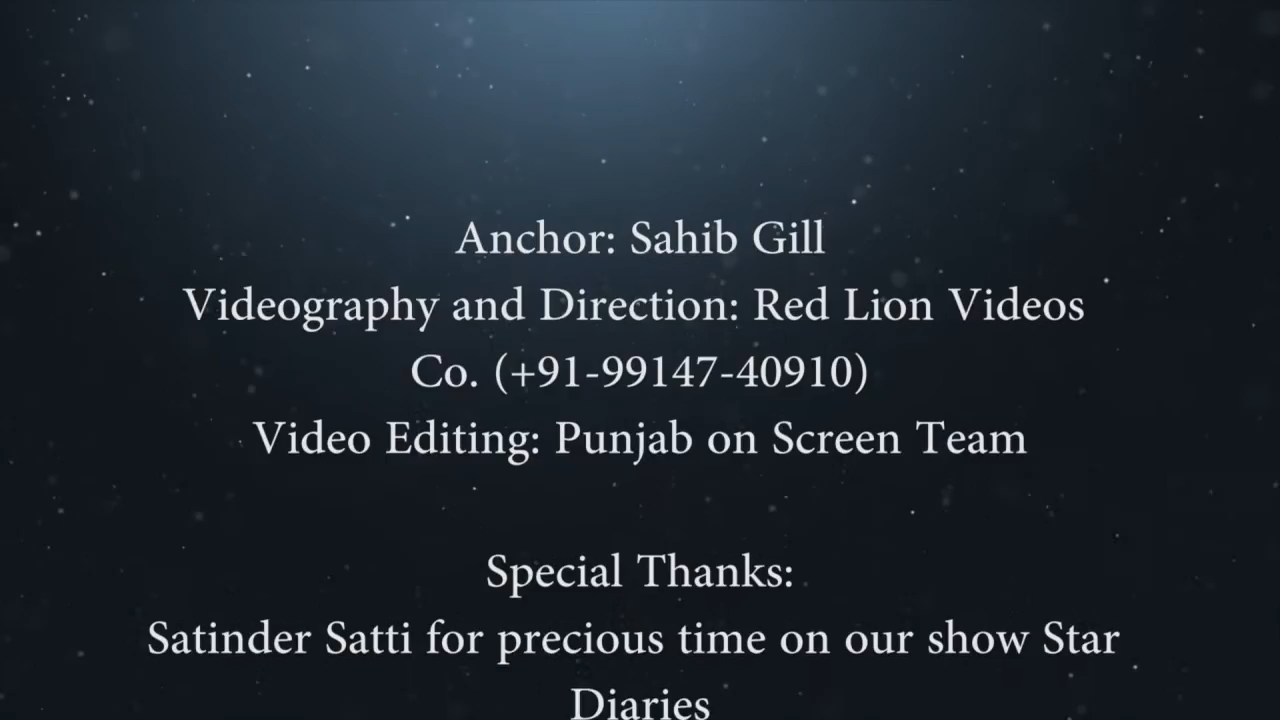 Anchor: Sahib Gill
Videography and Direction: Red Lion Videos
Co. (+91-99147-40910)
Video Editing: Punjab on Screen Team
Special Thanks:
Satinder Satti for precious time on our show Star
Diaries